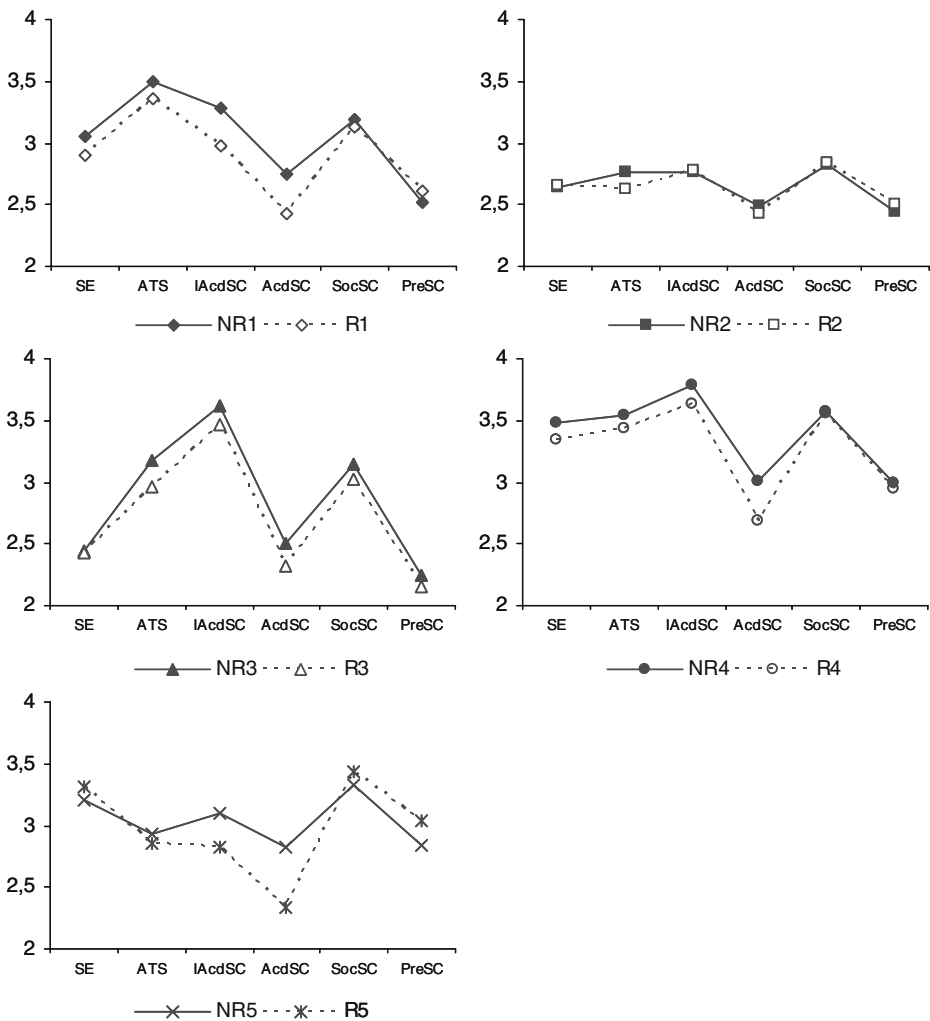 4
3,5
3
2,5
2
SE ATS IAcdSC AcdSC SocSC PreSC
NR1 R1
4
3,5
3
2,5
2
SE ATS IAcdSC AcdSC SocSC PreSC
NR2 R2
4
3,5
3
2,5
2
SE ATS IAcdSC AcdSC SocSC PreSC
NR3 R3
4
3,5
3
2,5
2
SE ATS IAcdSC AcdSC SocSC PreSC
NR4 R4
4
3,5
3
2,5
2
SE ATS IAcdSC AcdSC SocSC PreSC
NR5 R5